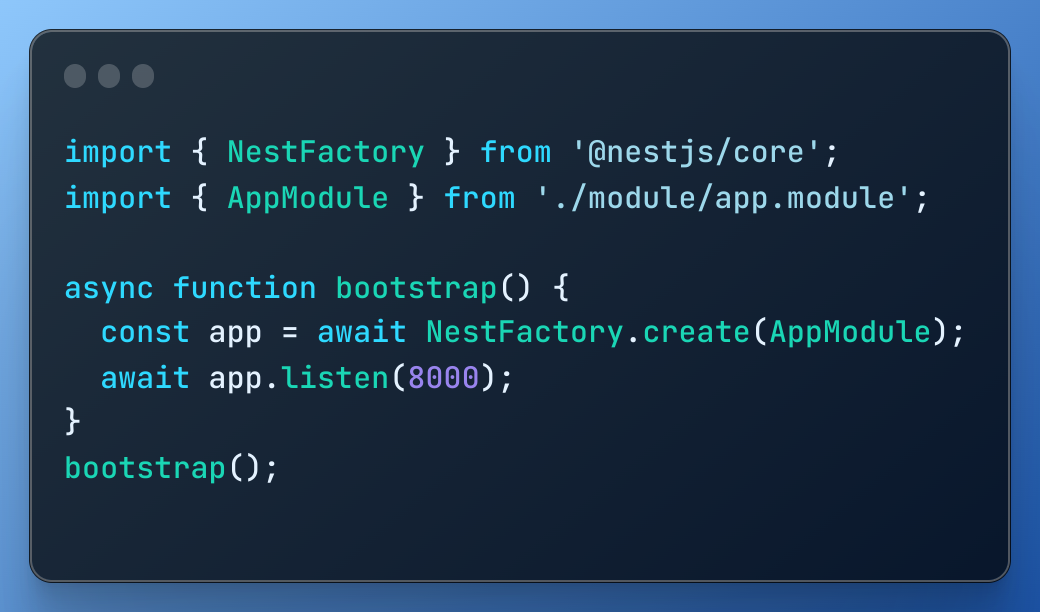 import { NestFactory } from '@nestjs/core';
import { AppModule } from './module/app.module';

async function bootstrap() {
  const app = await NestFactory.create(AppModule);
  await app.listen(8000);
}
bootstrap();